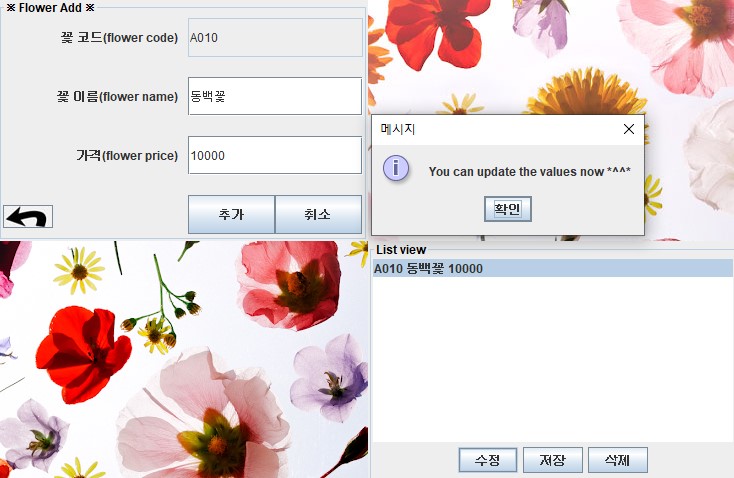 ※ Flower Add ※
꽃 코드(flower code) A010
꽃 이름(flower name) 동백꽃
가격(flower price) 10000
추가 취소
메시지
You can update the values now *^^*
확인
List view
A010 동백꽃 10000
수정 저장 삭제